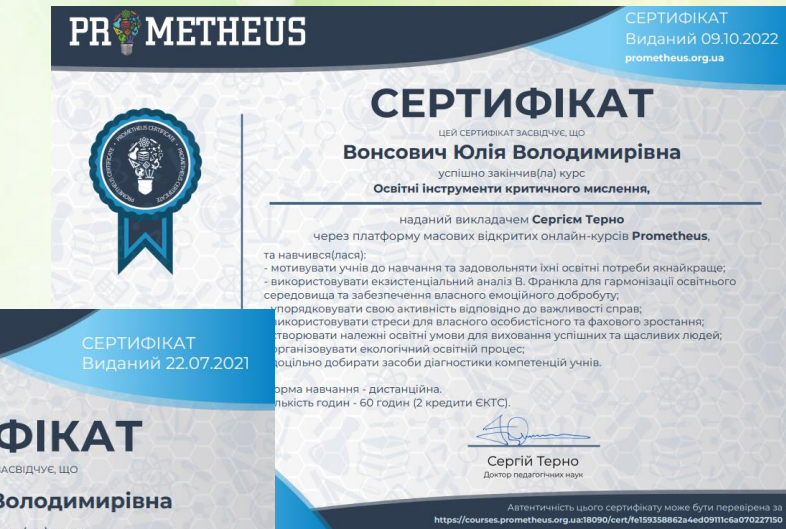 PROMETHEUS
СЕРТИФІКАТ
Виданий 09.10.2022
prometheus.org.ua
PROMETHEUS CERTIFICATE • PROMETHEUS CERTIFICATE •
СЕРТИФІКАТ
ЦЕЙ СЕРТИФІКАТ ЗАСВІДЧУЄ, ЩО
Вонсович Юлія Володимирівна
успішно закінчив(ла) курс
Освітні інструменти критичного мислення,
наданий викладачем Сергієм Терно
через платформу масових відкритих онлайн-курсів Prometheus,
та навчився(лася):
- мотивувати учнів до навчання та задовольняти їхні освітні потреби якнайкраще;
- використовувати екзистенціальний аналіз В. Франкла для гармонізації освітнього
середовища та забезпечення власного емоційного добробуту;
упорядковувати свою активність відповідно до важливості справ;
використовувати стреси для власного особистісного та фахового зростання;
створювати належні освітні умови для виховання успішних та щасливих людей;
організовувати екологічний освітній процес;
доцільно добирати засоби діагностики компетенцій учнів.
орма навчання - дистанційна.
лькість годин - 60 годин (2 кредити ЄКТС).
Сергій Терно
Доктор педагогічних наук
Автентичність цього сертифікату може бути перевірена за
https://courses.prometheus.org.ua:18090/cert/fe159358862a4ed09111c6a070227150
СЕРТИФІКАТ
Виданий 22.07.2021
ФІКАТ
ЗАСВІДЧУЄ, ЩО
Володимирівна